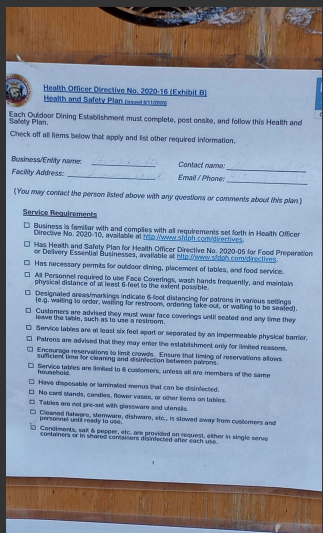 Health Officer Directive No. 2020-16 (Exhibit B)
Health and Safety Plan (issued 9/11/2020)
Each Outdoor Dining Establishment must complete, post onsite, and follow this Health and
Safety Plan.
Check off all items below that apply and list other required information.
Business/Entity name:
Contact name:
Facility Address:
Email / Phone:
(You may contact the person listed above with any questions or comments about this plan.)
Service Requirements
☐ Business is familiar with and complies with all requirements set forth in Health Officer
Directive No. 2020-10, available at http://www.sfdph.com/directives.
☐ Has Health and Safety Plan for Health Officer Directive No. 2020-05 for Food Preparation
or Delivery Essential Businesses, available at http://www.sfdph.com/directives.
☐ Has necessary permits for outdoor dining, placement of tables, and food service.
☐ All Personnel required to use Face Coverings, wash hands frequently, and maintain
physical distance of at least 6-feet to the extent possible.
☐ Designated areas/markings indicate 6-foot distancing for patrons in various settings
(e.g. waiting to order, waiting for restroom, ordering take-out, or waiting to be seated).
☐ Customers are advised they must wear face coverings until seated and any time they
leave the table, such as to use a restroom.
☐ Service tables are at least six feet apart or separated by an impermeable physical barrier.
☐ Patrons are advised that they may enter the establishment only for limited reasons.
☐ Encourage reservations to limit crowds. Ensure that timing of reservations allows
sufficient time for cleaning and disinfection between patrons.
☐ Service tables are limited to 6 customers, unless all are members of the same
household.
☐ Have disposable or laminated menus that can be disinfected.
☐ No card stands, candles, flower vases, or other items on tables.
☐ Tables are not pre-set with glassware and utensils.
☐ Cleaned flatware, stemware, dishware, etc., is stowed away from customers and
personnel until ready to use.
☐ Condiments, salt & pepper, etc. are provided on request, either in single serve
containers or in shared containers disinfected after each use.
1